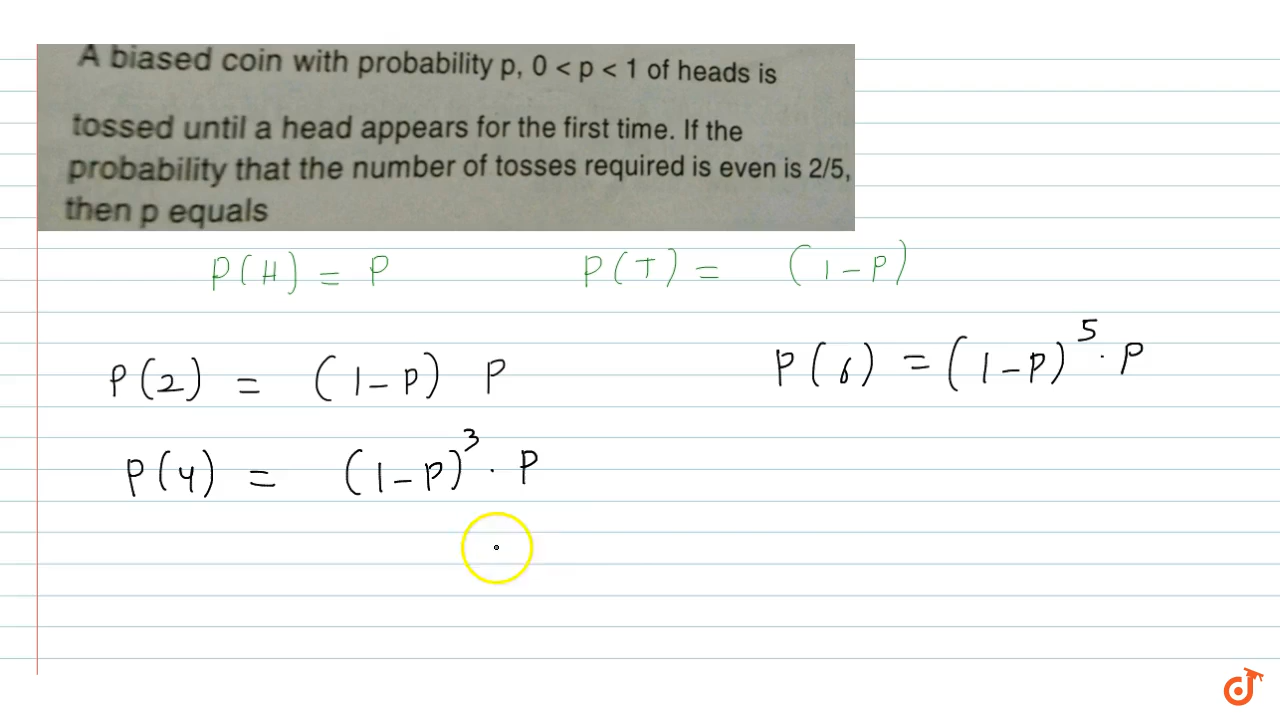 A biased coin with probability p, 0 < p < 1 of heads is
tossed until a head appears for the first time. If the
probability that the number of tosses required is even is 2/5,
then p equals
P(H) = P P(T) = (1-P)
P(2) = (1-P) P
P(6) = (1-P)⁵ · P
P(4) = (1-P)³ · P